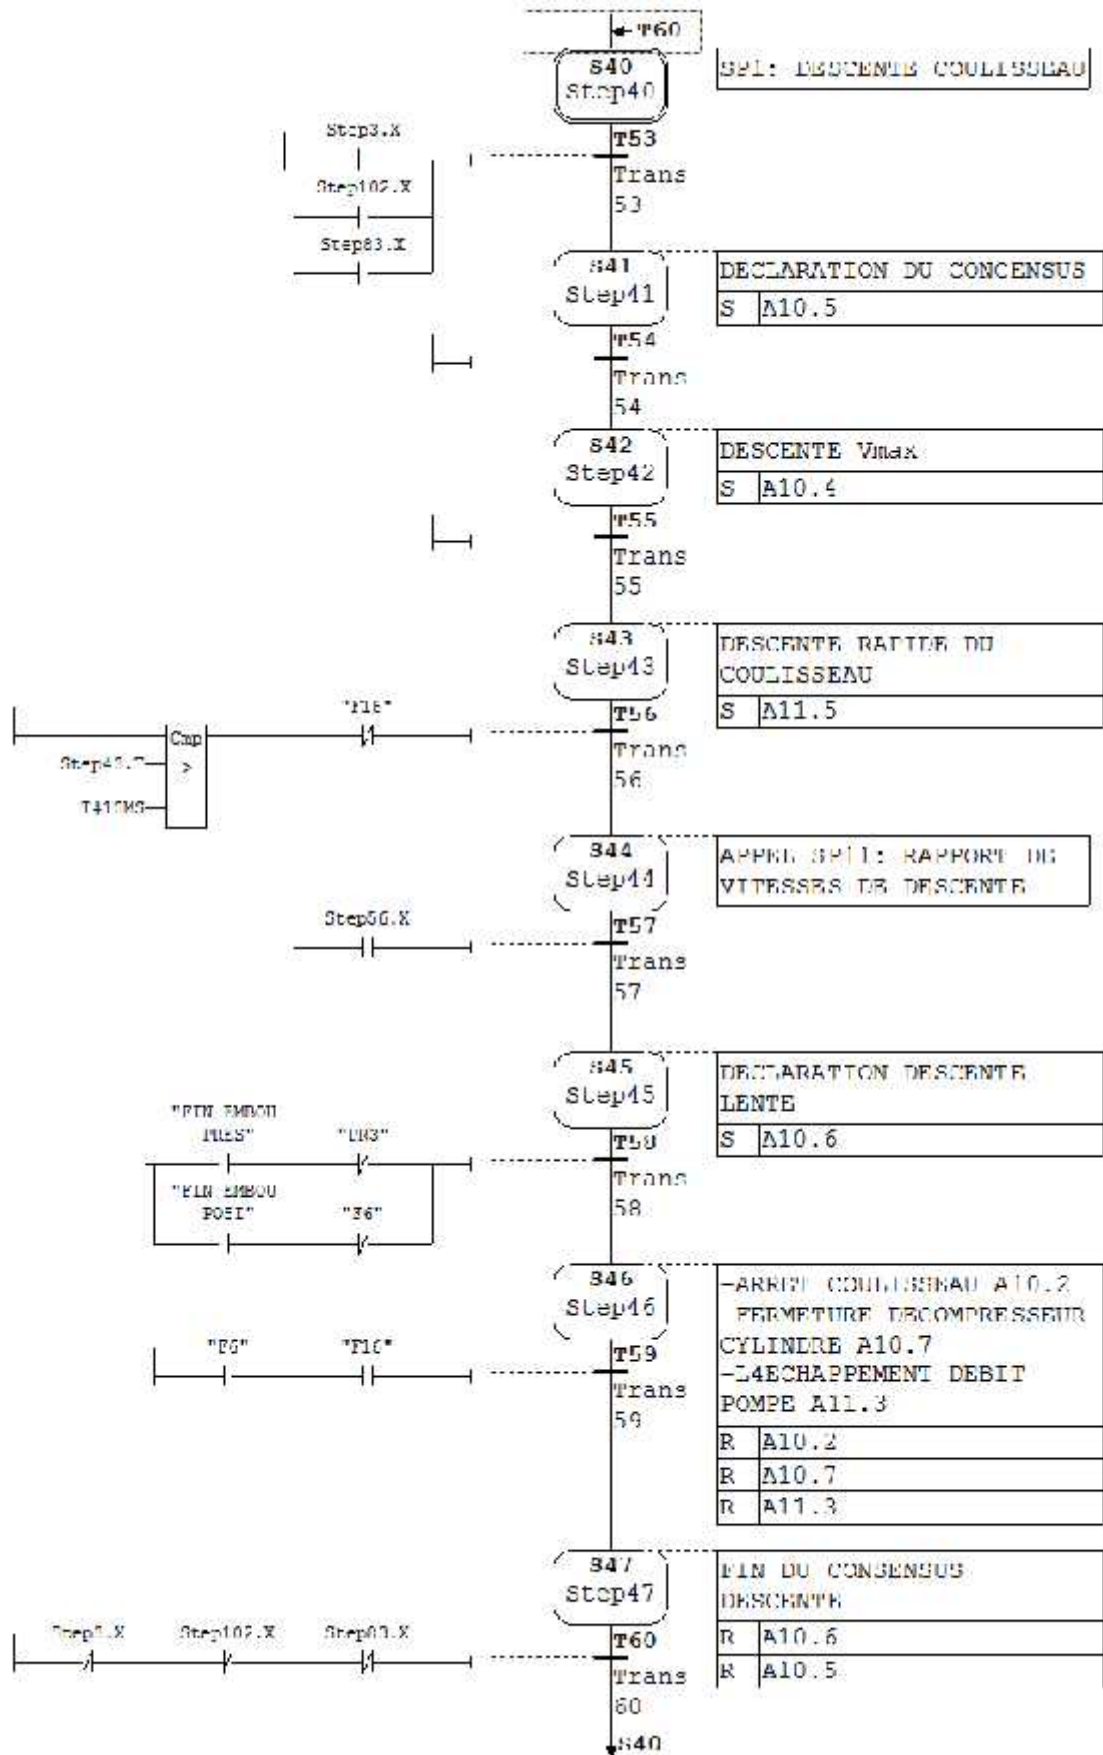 T60
S40
Step40
SP1: DESCENTE COULISSEAU
Step3.X
T53
Trans
53
Step102.X
Step83.X
S41
Step41
DECLARATION DU CONCENSUS
S A10.5
T54
Trans
54
S42
Step42
DESCENTE Vmax
S A10.4
T55
Trans
55
S43
Step43
DESCENTE RAPIDE DU
COULISSEAU
S A11.5
T56
Trans
56
Cmp
>
S44
Step44
APPEL SP11: RAPPORT DE
VITESSES DE DESCENTE
Step56.X
T57
Trans
57
S45
Step45
DECLARATION DESCENTE
LENTE
S A10.6
"FIN EMBOU
PRES"
"PR3"
T58
Trans
58
"FIN EMBOU
POSI"
S46
Step46
-ARRET COULISSEAU A10.2
FERMETURE DECOMPRESSEUR
CYLINDRE A10.7
-L4ECHAPPEMENT DEBIT
POMPE A11.3
R A10.2
R A10.7
R A11.3
"F16"
T59
Trans
59
S47
Step47
FIN DU CONSENSUS
DESCENTE
R A10.6
R A10.5
Step3.X
Step102.X
Step83.X
T60
Trans
60
S40